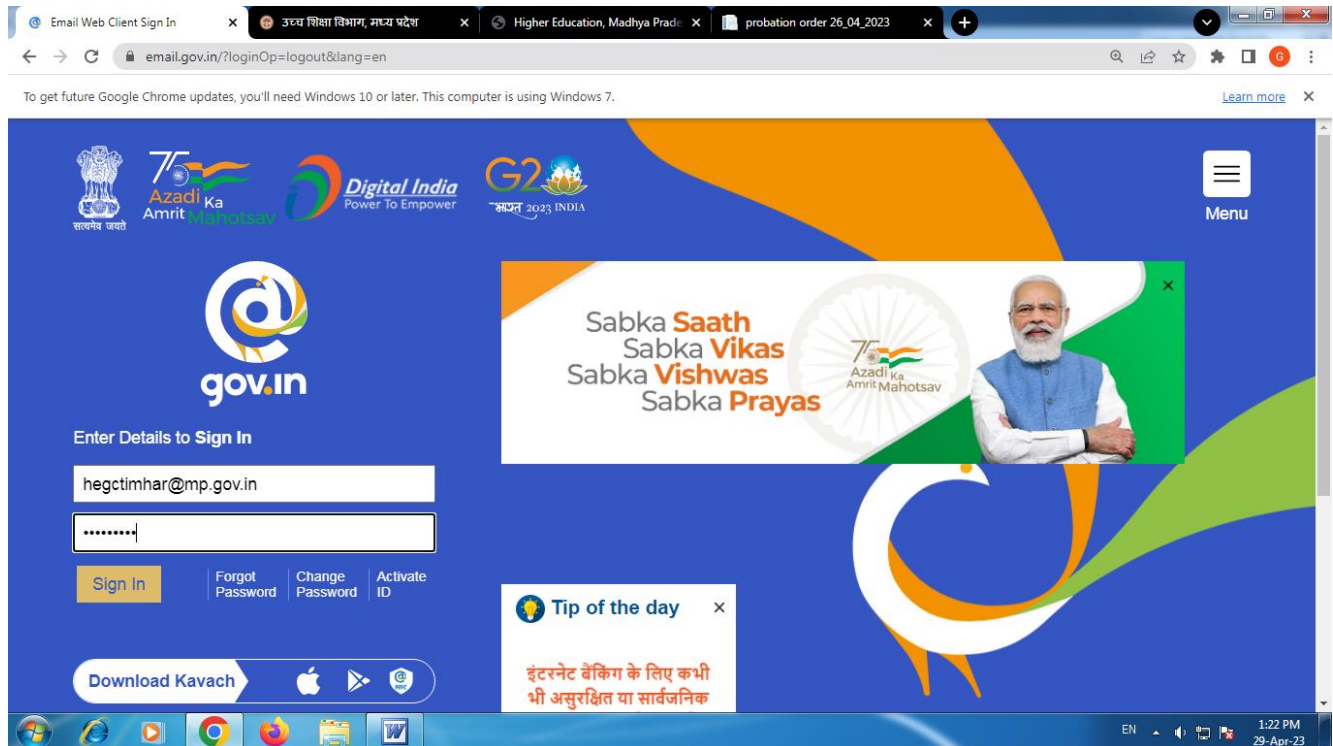 Email Web Client Sign In
उच्च शिक्षा विभाग, मध्य प्रदेश
Higher Education, Madhya Prade
probation order 26_04_2023
email.gov.in/?loginOp=logout&lang=en
G
To get future Google Chrome updates, you'll need Windows 10 or later. This computer is using Windows 7.
Learn more
सत्यमेव जयते
75
Azadi Ka
Amrit Mahotsav
Digital India
Power To Empower
G20
भारत 2023 INDIA
Menu
gov.in
Sabka Saath
Sabka Vikas
Sabka Vishwas
Sabka Prayas
75
Azadi Ka
Amrit Mahotsav
Enter Details to Sign In
hegctimhar@mp.gov.in
•••••••••
Sign In
Forgot
Password
Change
Password
Activate
ID
Download Kavach
Tip of the day
इंटरनेट बैंकिंग के लिए कभी
भी असुरक्षित या सार्वजनिक
EN
1:22 PM
29-Apr-23